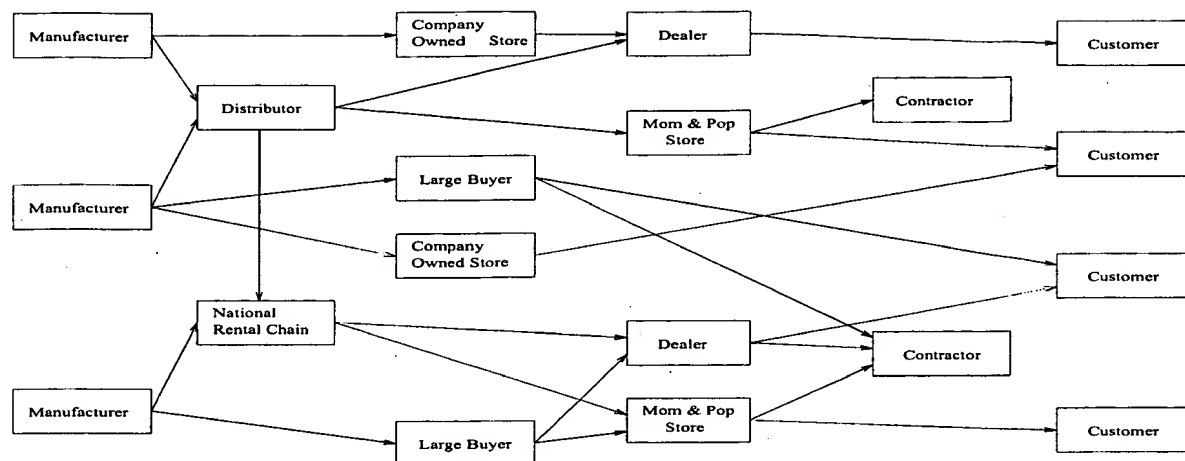 Manufacturer
Company
Owned Store
Dealer
Customer
Distributor
Contractor
Mom & Pop
Store
Customer
Manufacturer
Large Buyer
Company
Owned Store
Customer
National
Rental Chain
Dealer
Contractor
Manufacturer
Large Buyer
Mom & Pop
Store
Customer